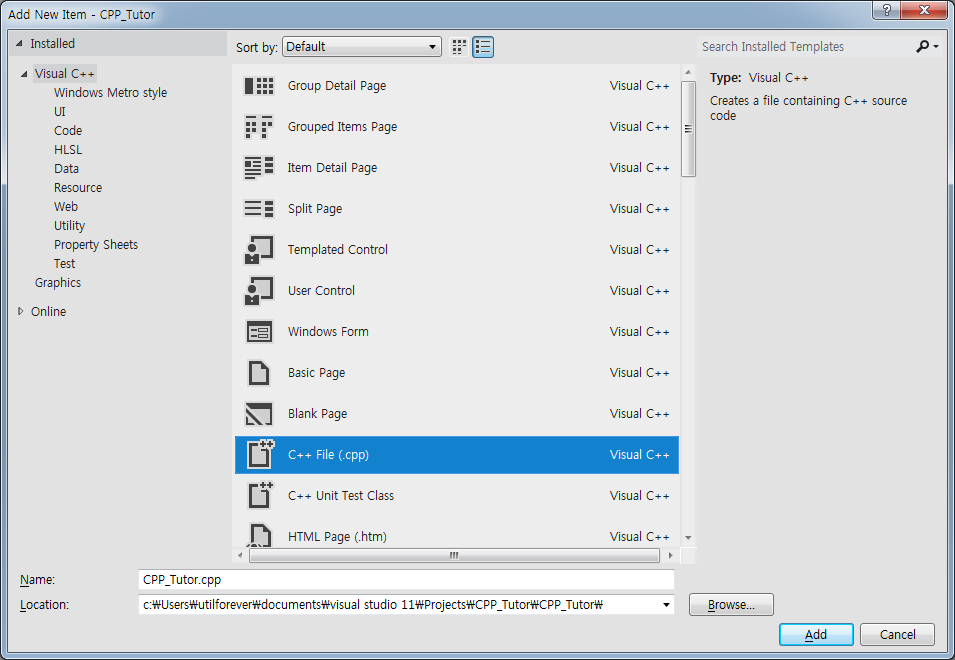 Add New Item - CPP_Tutor
Installed
Visual C++
Windows Metro style
UI
Code
HLSL
Data
Resource
Web
Utility
Property Sheets
Test
Graphics
Online
Sort by: Default
Group Detail Page Visual C++
Grouped Items Page Visual C++
Item Detail Page Visual C++
Split Page Visual C++
Templated Control Visual C++
User Control Visual C++
Windows Form Visual C++
Basic Page Visual C++
Blank Page Visual C++
C++ File (.cpp) Visual C++
C++ Unit Test Class Visual C++
HTML Page (.htm) Visual C++
Search Installed Templates
Type: Visual C++
Creates a file containing C++ source
code
Name: CPP_Tutor.cpp
Location: c:₩Users₩utilforever₩documents₩visual studio 11₩Projects₩CPP_Tutor₩CPP_Tutor₩
Browse...
Add Cancel